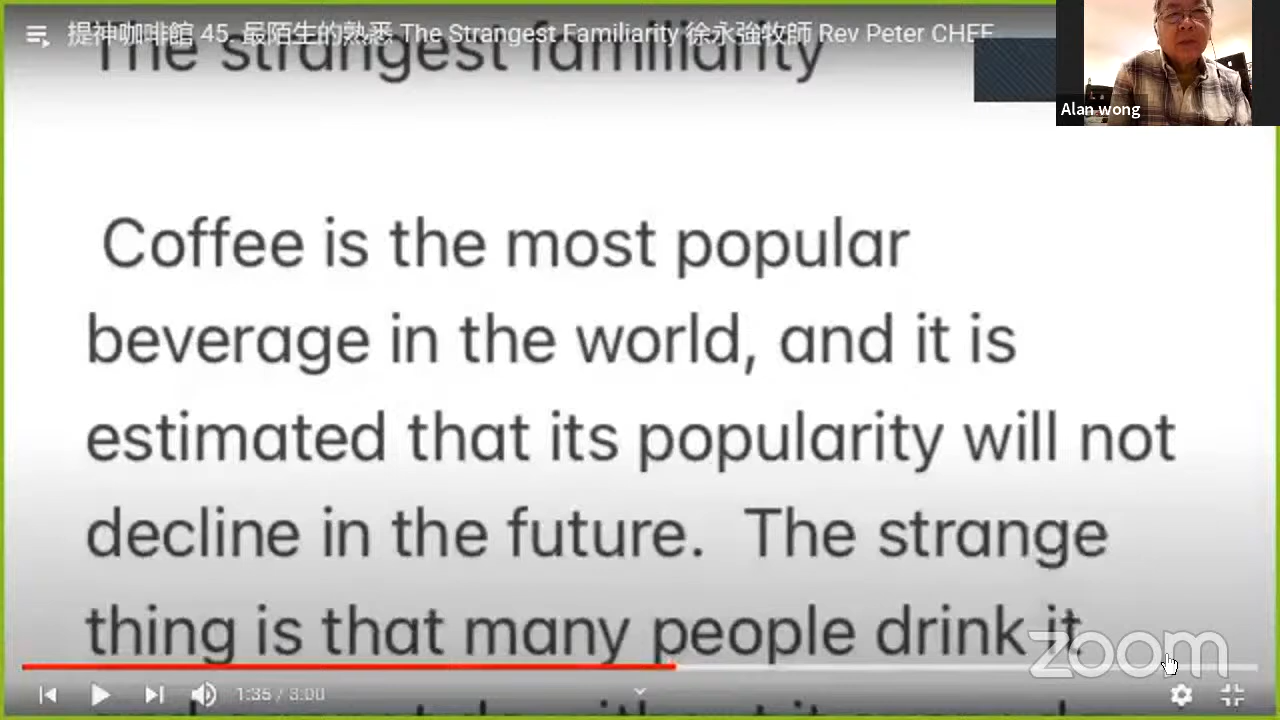 提神咖啡館 45. 最陌生的熟悉 The Strangest Familiarity 徐永強牧師 Rev Peter CHEE
The strangest familiarity
Alan wong
Coffee is the most popular
beverage in the world, and it is
estimated that its popularity will not
decline in the future. The strange
thing is that many people drink it
zoom
1:35 / 3:00